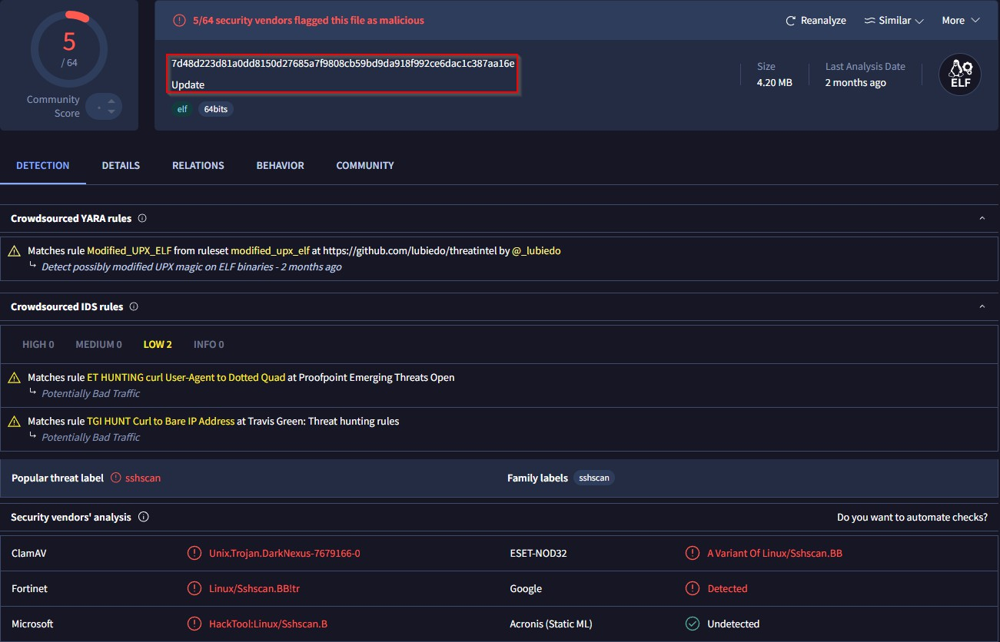 5
/ 64
Community
Score
5/64 security vendors flagged this file as malicious
Reanalyze
Similar
More
7d48d223d81a0dd8150d27685a7f9808cb59bd9da918f992ce6dac1c387aa16e
Update
elf
64bits
Size
4.20 MB
Last Analysis Date
2 months ago
ELF
DETECTION DETAILS RELATIONS BEHAVIOR COMMUNITY
Crowdsourced YARA rules
Matches rule Modified_UPX_ELF from ruleset modified_upx_elf at https://github.com/lubiedo/threatintel by @_lubiedo
Detect possibly modified UPX magic on ELF binaries - 2 months ago
Crowdsourced IDS rules
HIGH 0 MEDIUM 0 LOW 2 INFO 0
Matches rule ET HUNTING curl User-Agent to Dotted Quad at Proofpoint Emerging Threats Open
Potentially Bad Traffic
Matches rule TGI HUNT Curl to Bare IP Address at Travis Green: Threat hunting rules
Potentially Bad Traffic
Popular threat label sshscan
Family labels sshscan
Security vendors' analysis
Do you want to automate checks?
ClamAV Unix.Trojan.DarkNexus-7679166-0
ESET-NOD32 A Variant Of Linux/Sshscan.BB
Fortinet Linux/Sshscan.BB!tr
Google Detected
Microsoft HackTool:Linux/Sshscan.B
Acronis (Static ML) Undetected